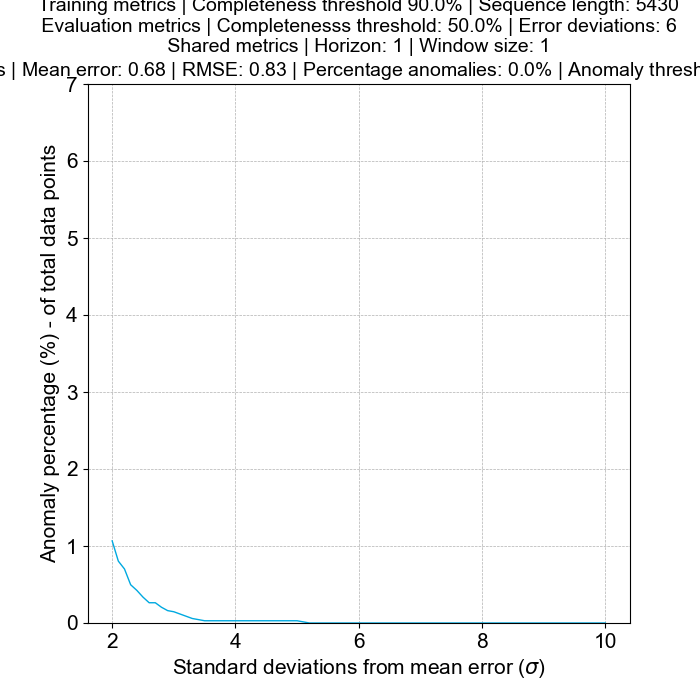 Training metrics | Completeness threshold 90.0% | Sequence length: 5430
Evaluation metrics | Completenesss threshold: 50.0% | Error deviations: 6
Shared metrics | Horizon: 1 | Window size: 1
s | Mean error: 0.68 | RMSE: 0.83 | Percentage anomalies: 0.0% | Anomaly thresh
7
6
5
4
3
2
1
0
Anomaly percentage (%) - of total data points
2 4 6 8 10
Standard deviations from mean error (σ)